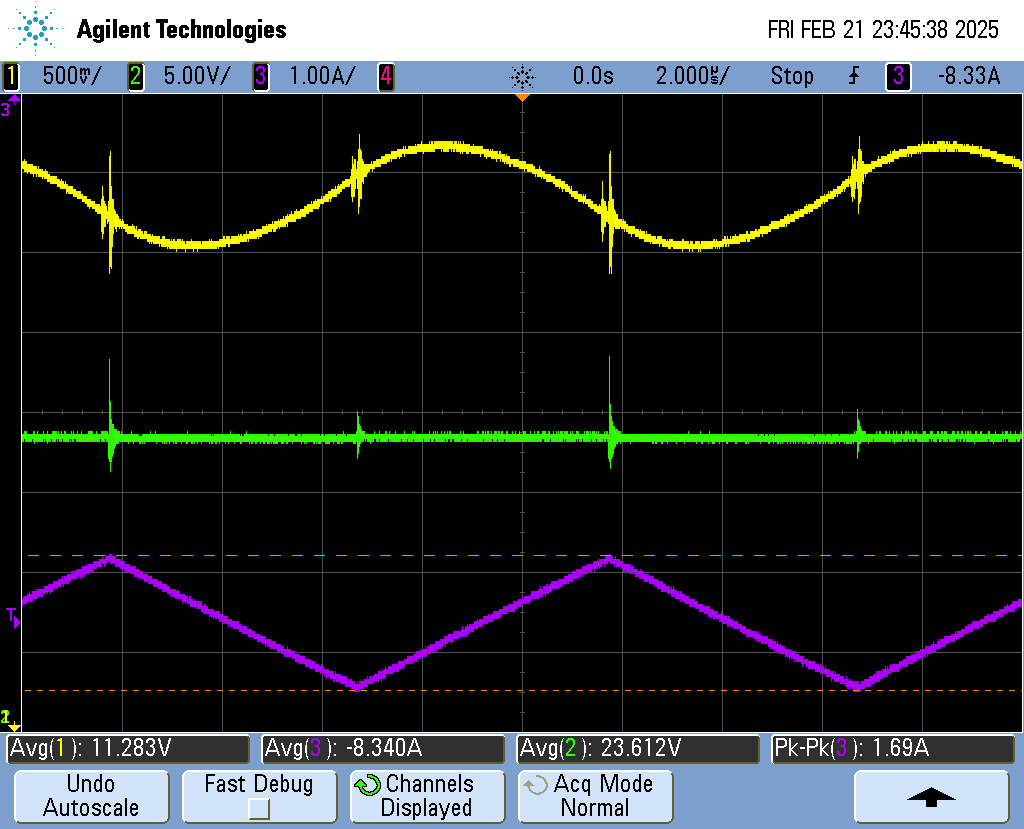 Agilent Technologies FRI FEB 21 23:45:38 2025
1 500mV/ 2 5.00V/ 3 1.00A/ 4 0.0s 2.000µs/ Stop 3 -8.33A
3
T
2
Avg(1): 11.283V Avg(3): -8.340A Avg(2): 23.612V Pk-Pk(3): 1.69A
Undo Autoscale
Fast Debug
Channels Displayed
Acq Mode Normal